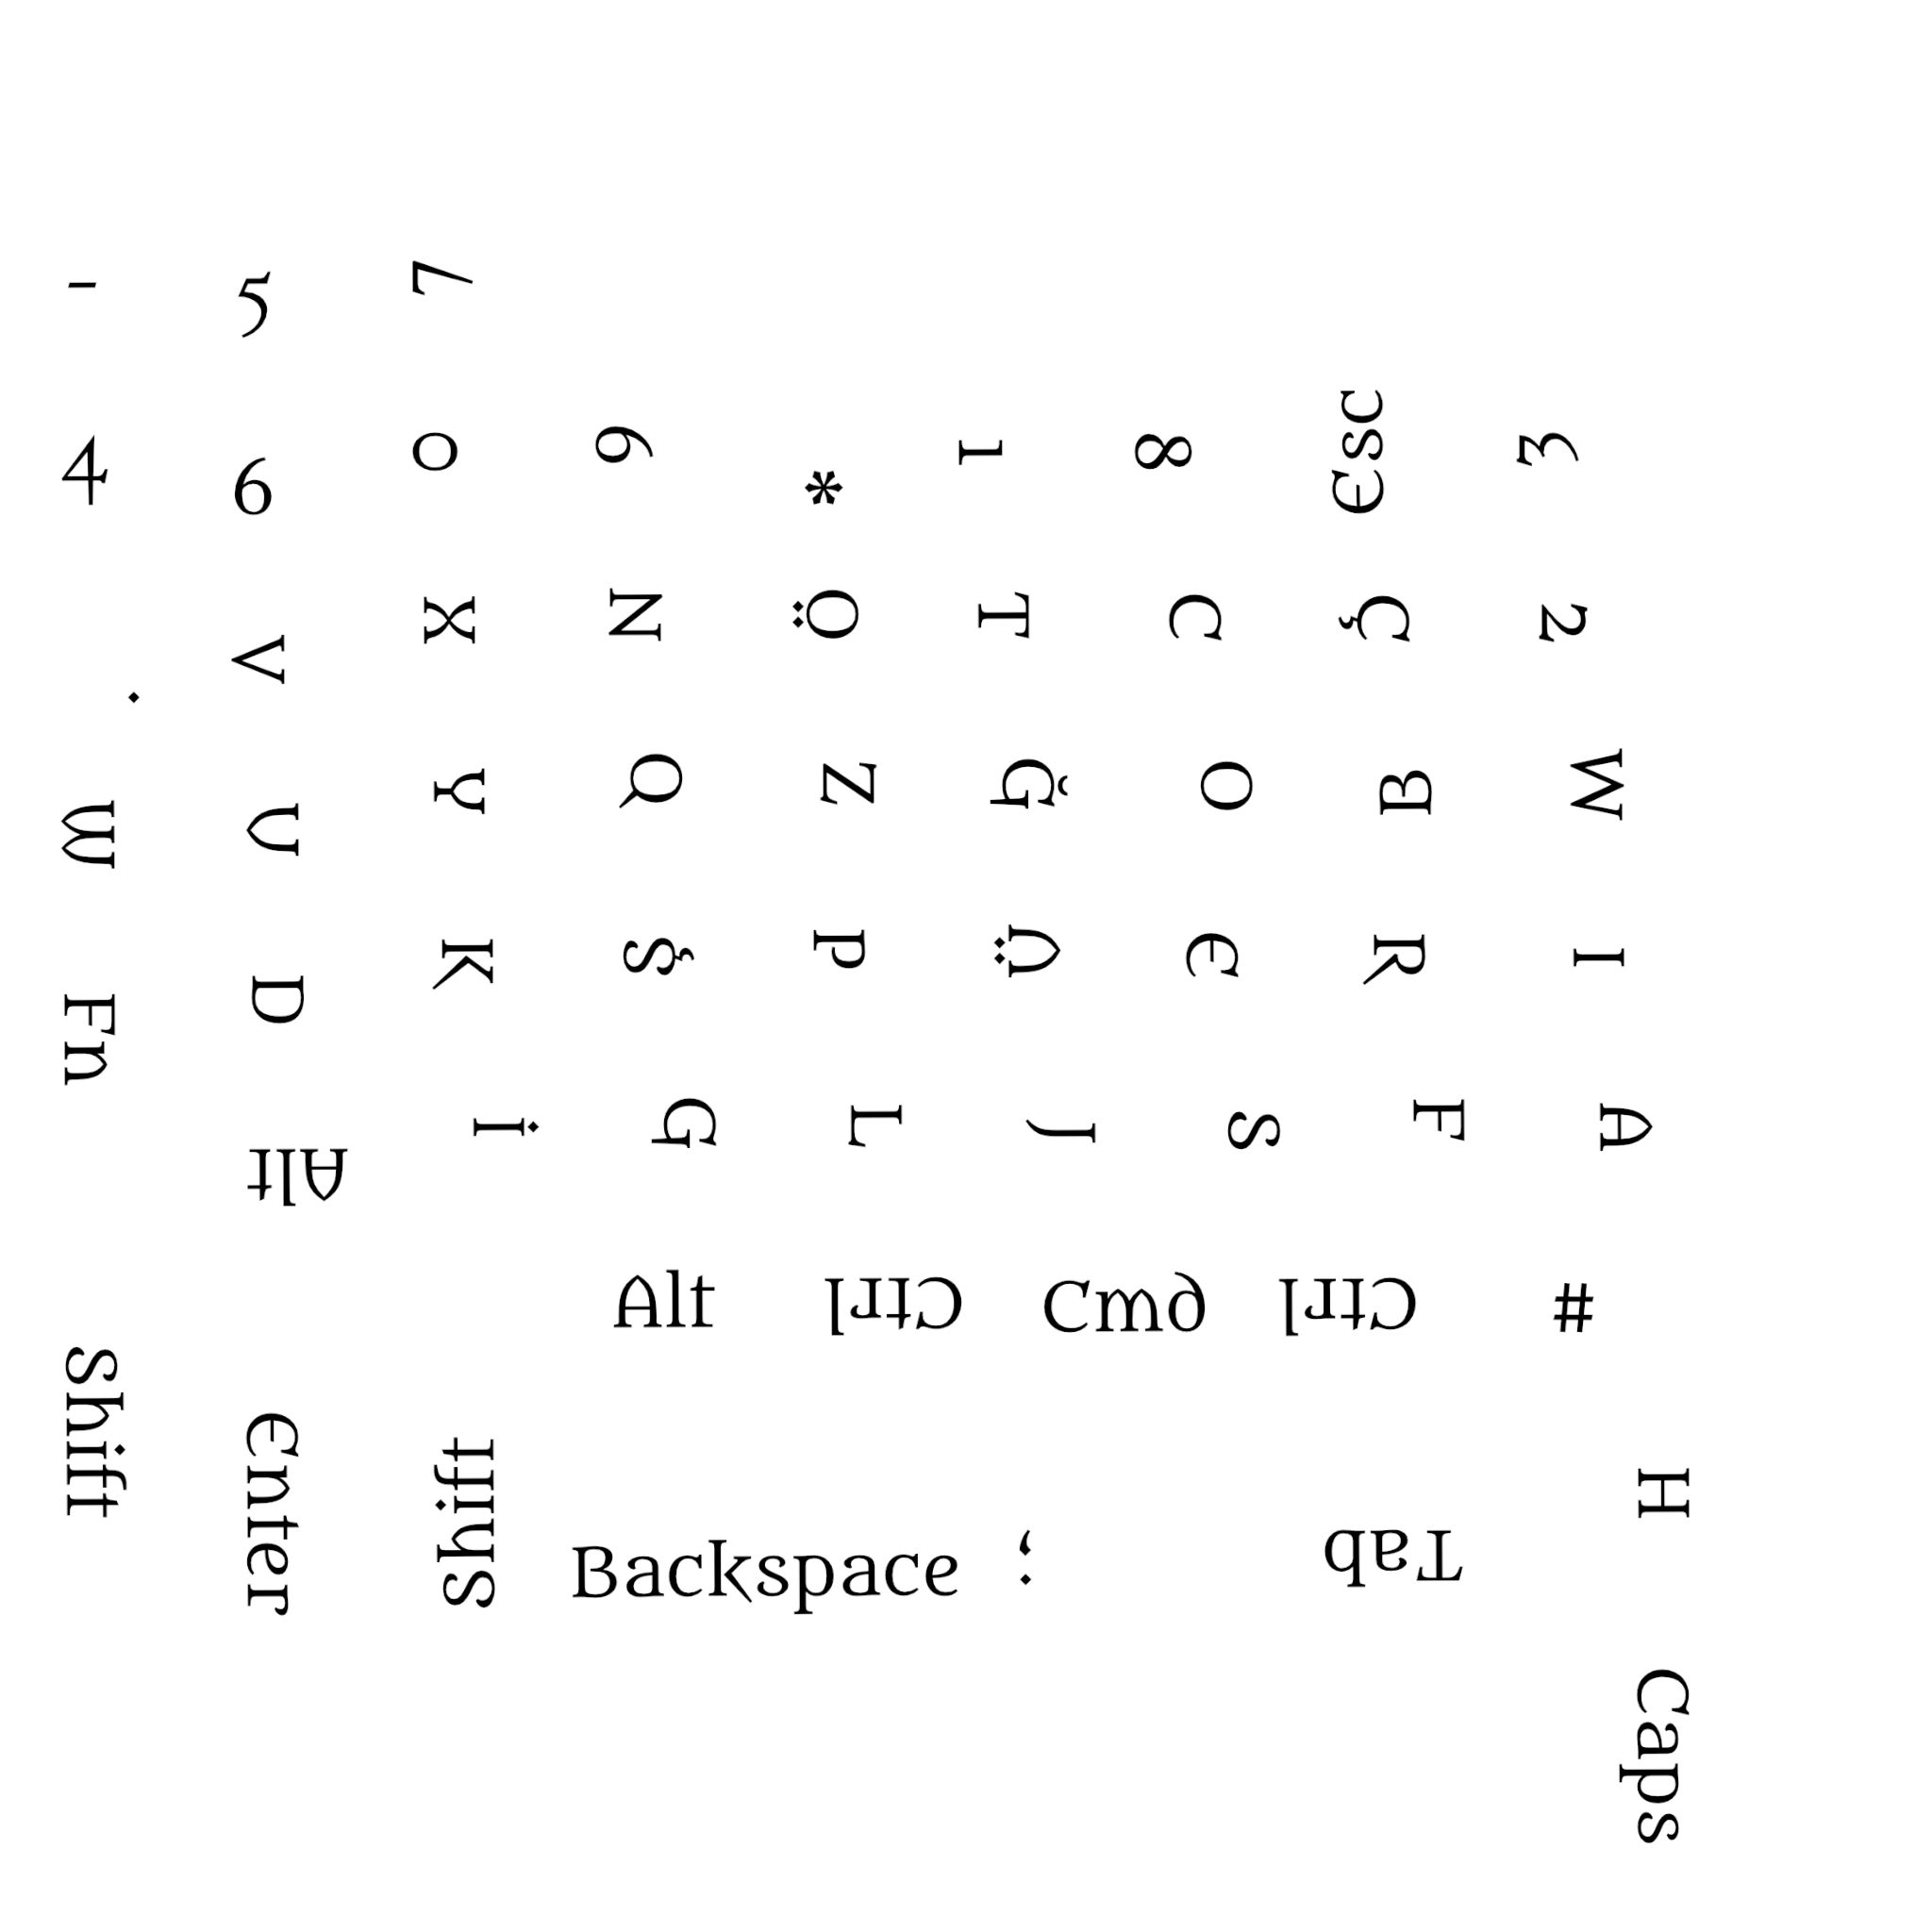 - 5 7
4 6 0 9 * 1 8 Esc 3
. V X N Ö T C Ç 2
M U Y Q Z Ğ O B W
Fn D K Ş P Ü E R I
Alt İ G L J S F A
Alt Ctrl Cmd Ctrl #
Shift Enter Shift Backspace ; Tab H
Caps